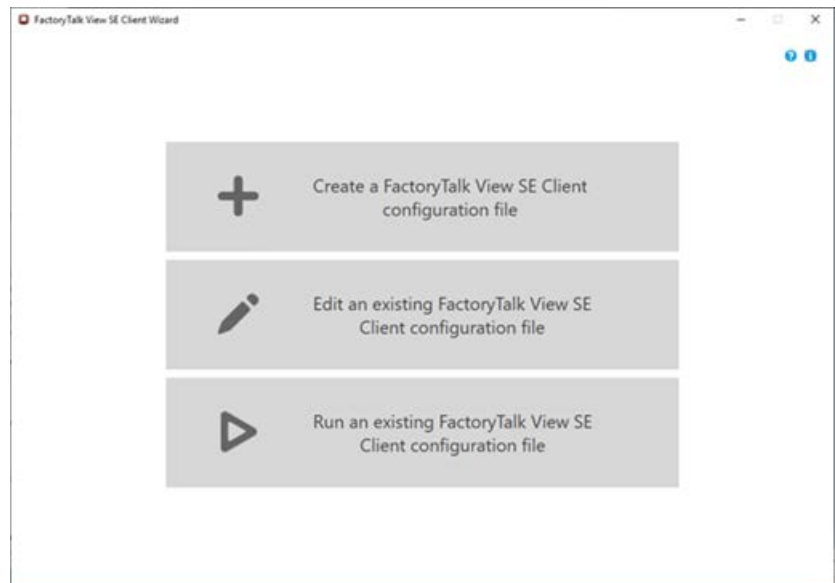 FactoryTalk View SE Client Wizard
Create a FactoryTalk View SE Client
configuration file
Edit an existing FactoryTalk View SE
Client configuration file
Run an existing FactoryTalk View SE
Client configuration file